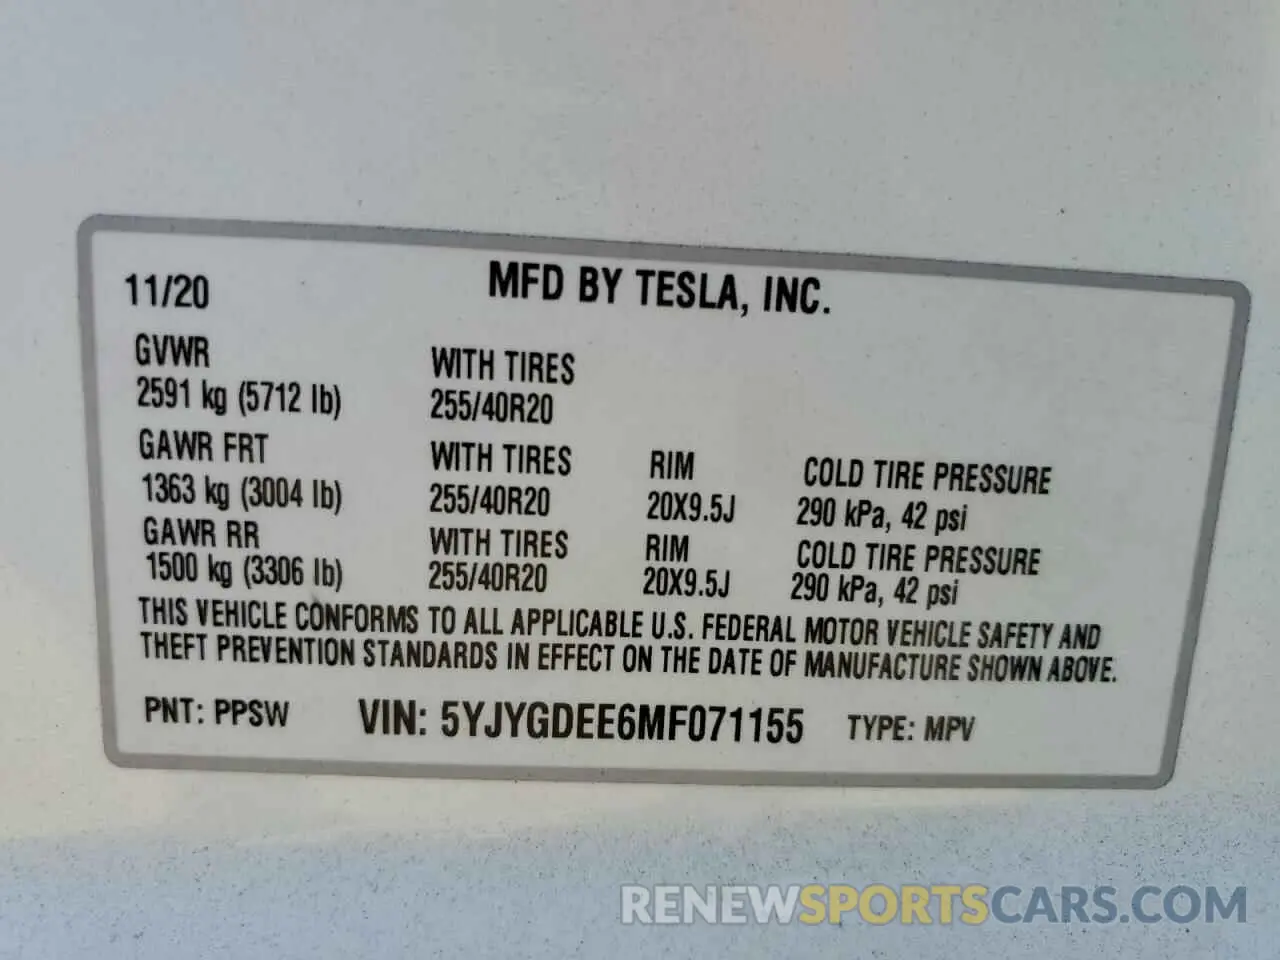 11/20 MFD BY TESLA, INC.
GVWR WITH TIRES
2591 kg (5712 lb) 255/40R20
GAWR FRT WITH TIRES RIM COLD TIRE PRESSURE
1363 kg (3004 lb) 255/40R20 20X9.5J 290 kPa, 42 psi
GAWR RR WITH TIRES RIM COLD TIRE PRESSURE
1500 kg (3306 lb) 255/40R20 20X9.5J 290 kPa, 42 psi
THIS VEHICLE CONFORMS TO ALL APPLICABLE U.S. FEDERAL MOTOR VEHICLE SAFETY AND
THEFT PREVENTION STANDARDS IN EFFECT ON THE DATE OF MANUFACTURE SHOWN ABOVE.
PNT: PPSW VIN: 5YJYGDEE6MF071155 TYPE: MPV
RENEWSPORTSCARS.COM